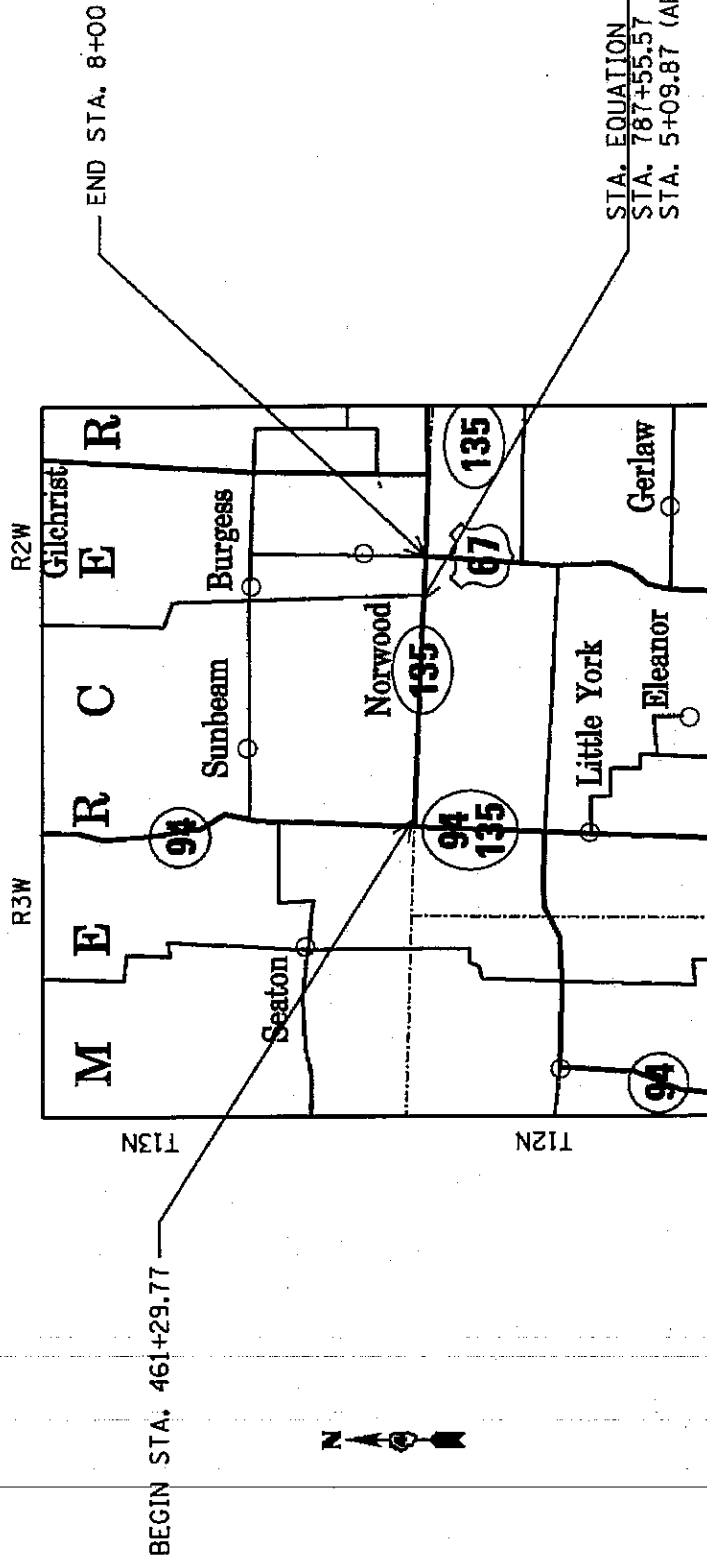 END STA. 8+00
STA. EQUATION
STA. 787+55.57
STA. 5+09.87
BEGIN STA. 461+29.77
R3W
R2W
T13N
T12N
M E R C E R
Gilchrist
Burgess
Sunbeam
94
Seaton
Norwood
135
135
67
94
135
Gerlaw
Little York
Eleanor
94
N